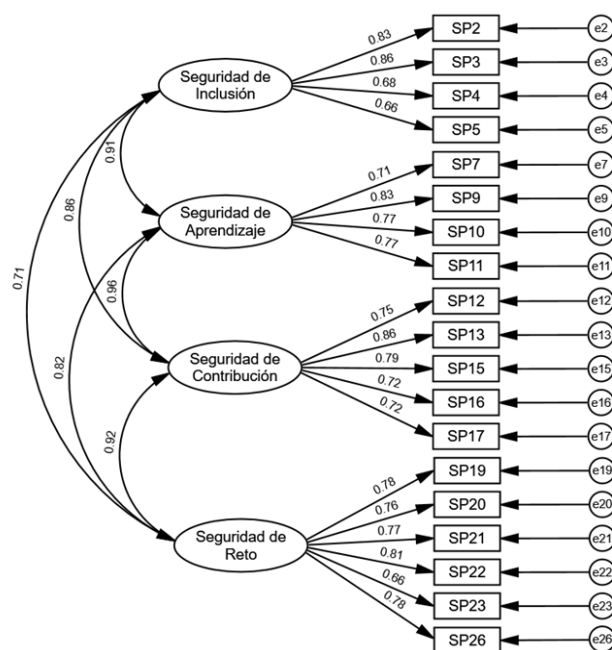 0.83
SP2
e2
0.86
SP3
e3
Seguridad de
Inclusión
0.68
SP4
e4
0.66
SP5
e5
0.91
0.71
SP7
e7
0.86
0.83
SP9
e9
Seguridad de
Aprendizaje
0.77
SP10
e10
0.77
SP11
e11
0.71
0.96
0.75
SP12
e12
0.86
SP13
e13
0.82
Seguridad de
Contribución
0.79
SP15
e15
0.72
SP16
e16
0.72
SP17
e17
0.92
0.78
SP19
e19
0.76
SP20
e20
Seguridad de
Reto
0.77
SP21
e21
0.81
SP22
e22
0.66
SP23
e23
0.78
SP26
e26